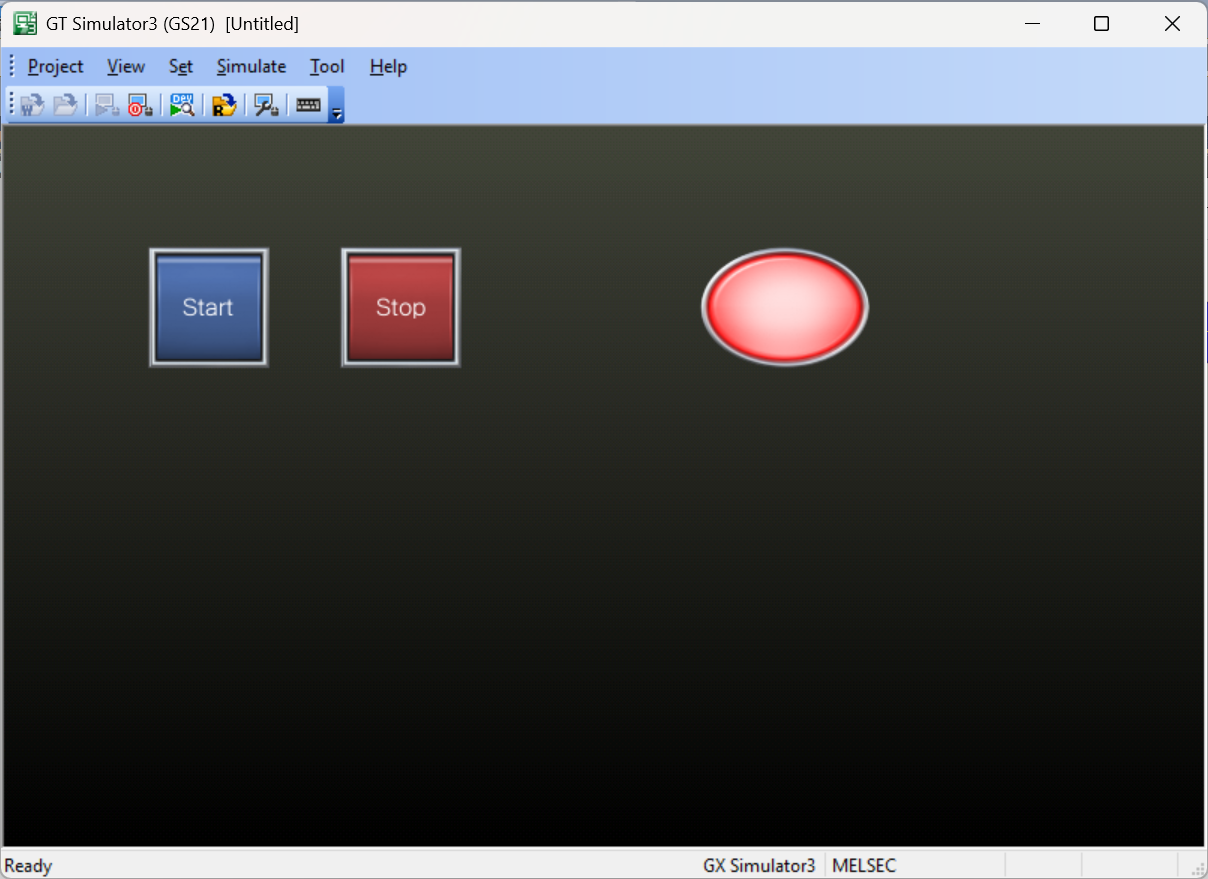 GT Simulator3 (GS21) [Untitled]
Project View Set Simulate Tool Help
Start Stop
Ready GX Simulator3 MELSEC